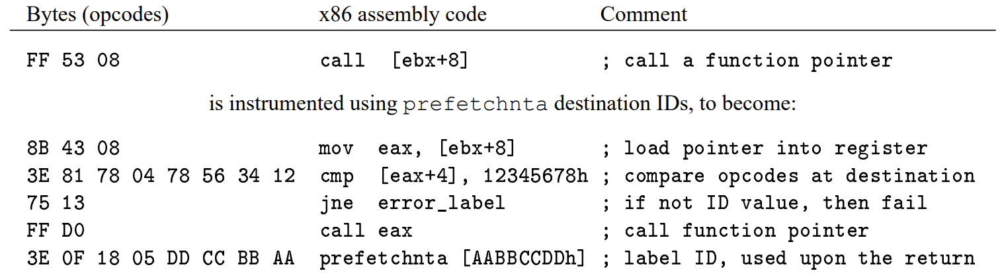 Bytes (opcodes) x86 assembly code Comment
FF 53 08 call [ebx+8] ; call a function pointer
is instrumented using prefetchnta destination IDs, to become:
8B 43 08 mov eax, [ebx+8] ; load pointer into register
3E 81 78 04 78 56 34 12 cmp [eax+4], 12345678h ; compare opcodes at destination
75 13 jne error_label ; if not ID value, then fail
FF D0 call eax ; call function pointer
3E 0F 18 05 DD CC BB AA prefetchnta [AABBCCDDh] ; label ID, used upon the return